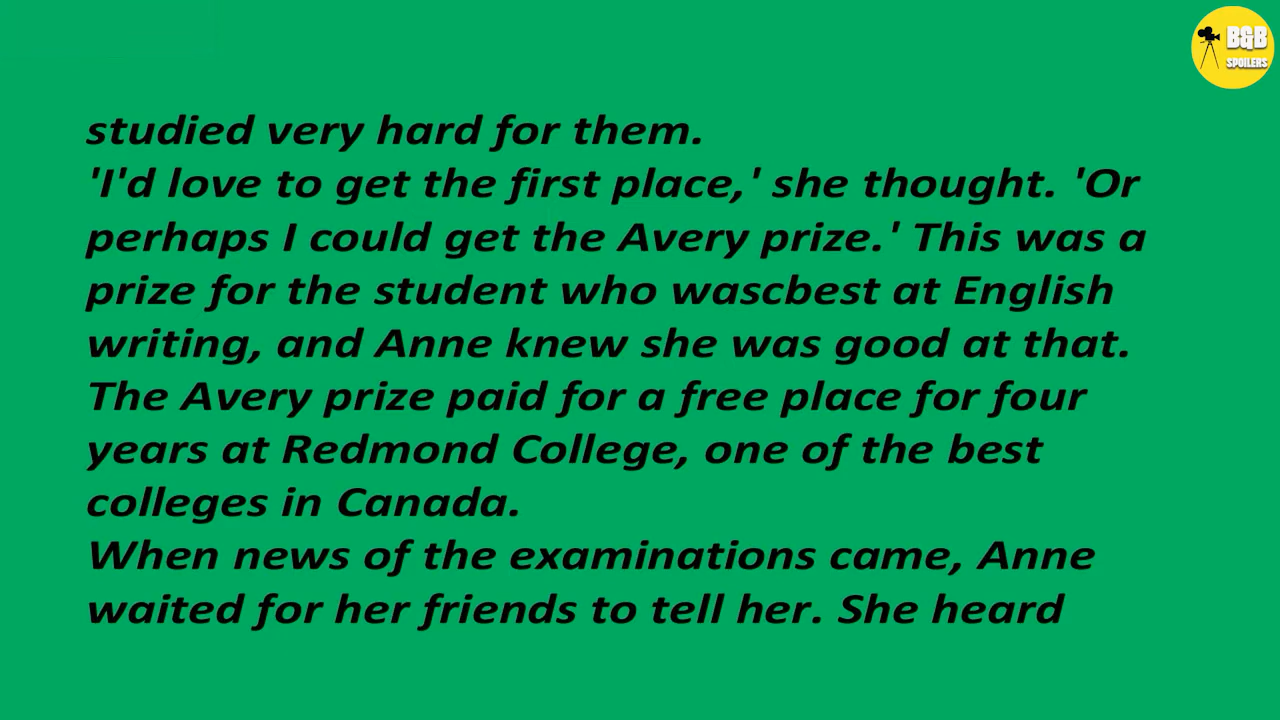 B&B
SPOILERS
studied very hard for them.
'I'd love to get the first place,' she thought. 'Or
perhaps I could get the Avery prize.' This was a
prize for the student who wascbest at English
writing, and Anne knew she was good at that.
The Avery prize paid for a free place for four
years at Redmond College, one of the best
colleges in Canada.
When news of the examinations came, Anne
waited for her friends to tell her. She heard